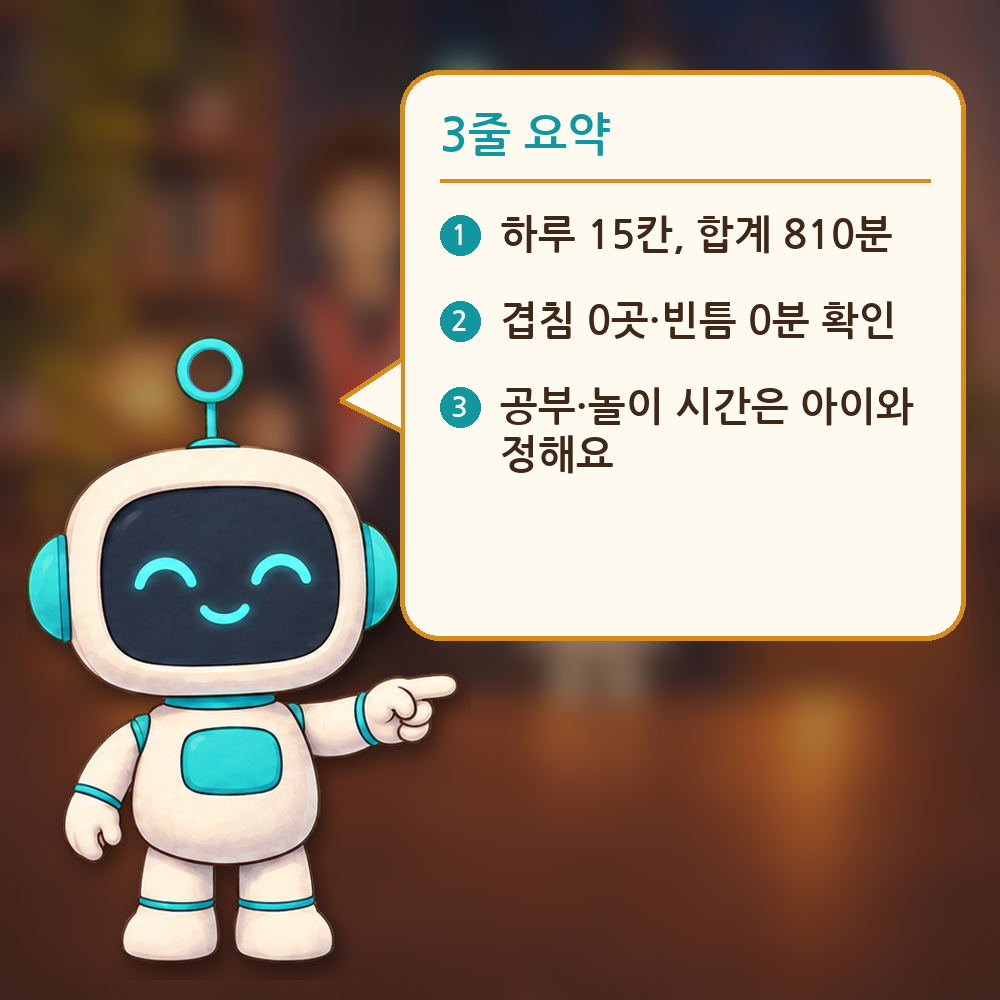 3줄 요약
1 하루 15칸, 합계 810분
2 겹침 0곳·빈틈 0분 확인
3 공부·놀이 시간은 아이와
정해요